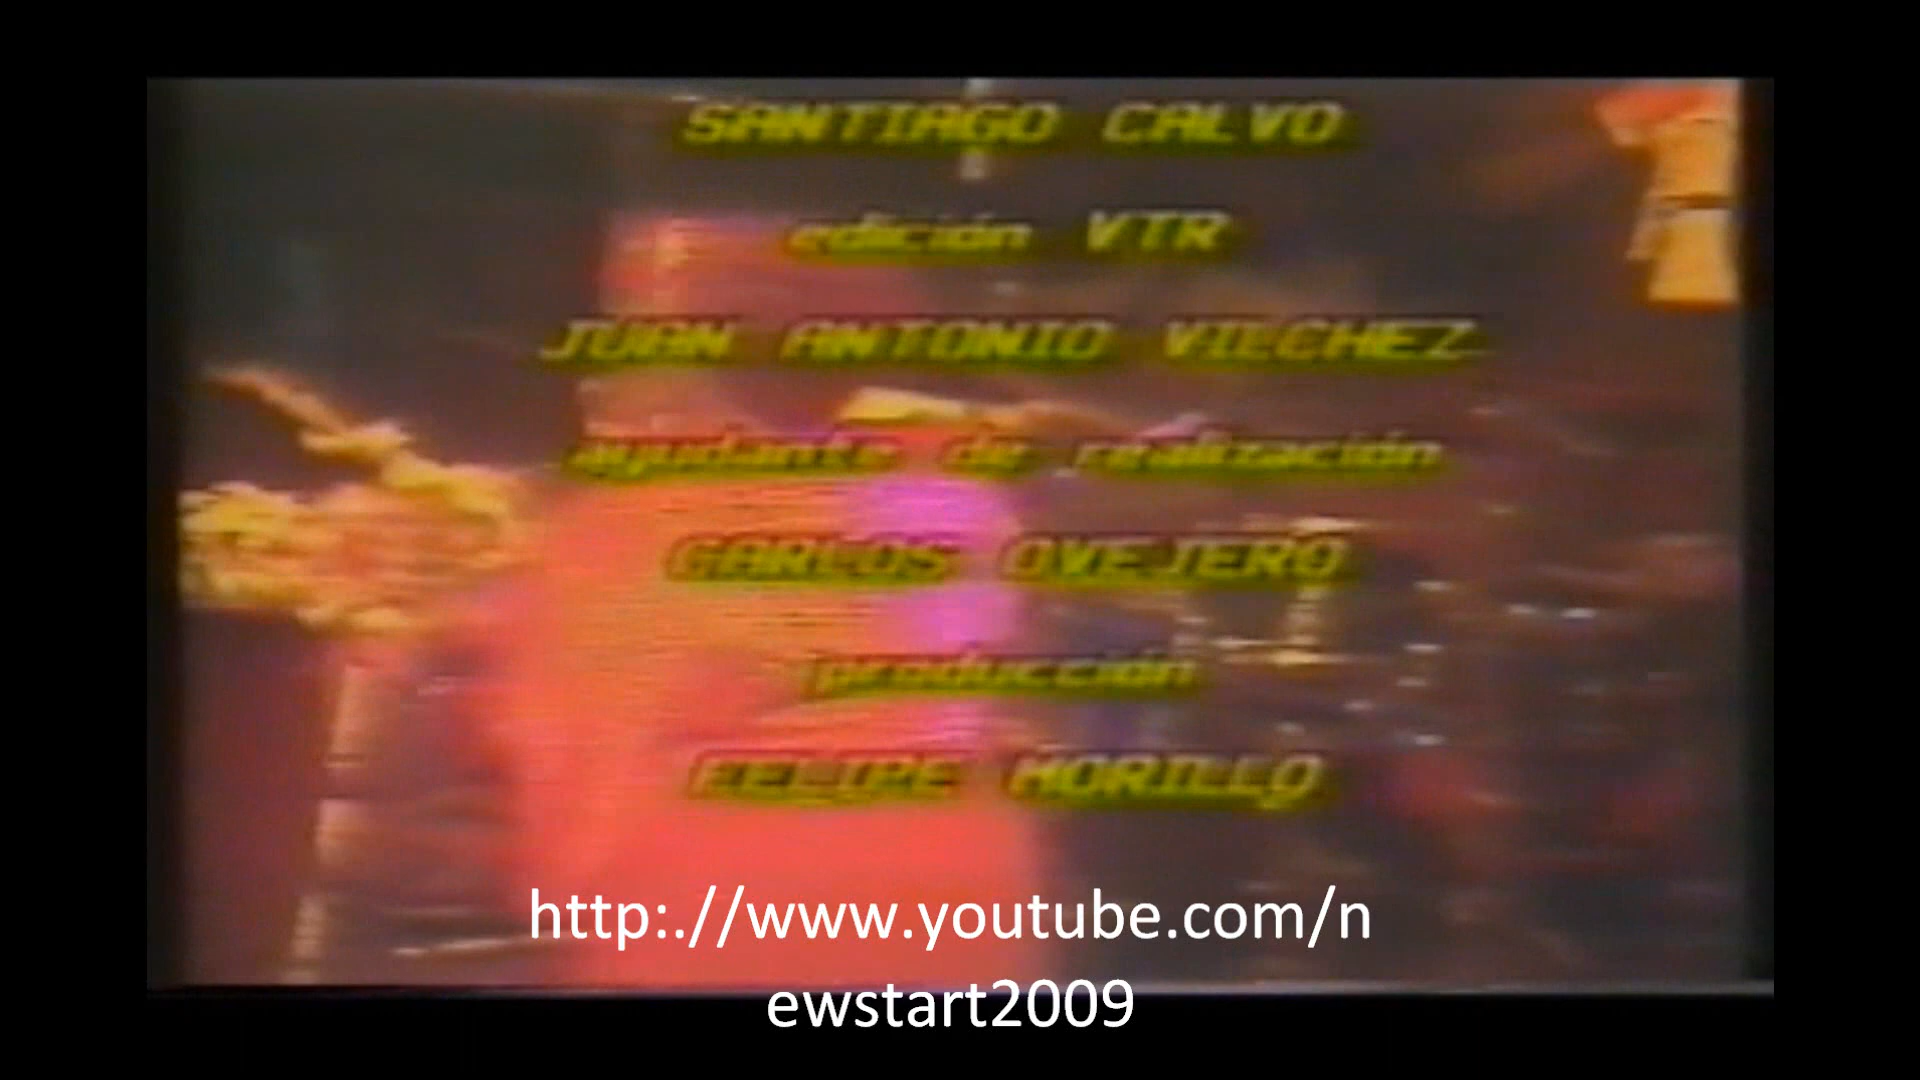 SANTIAGO CALVO
edición VTR
JUAN ANTONIO VILCHEZ
ayudante de realización
CARLOS OVEJERO
producción
FELIPE MORILLO
http:.//www.youtube.com/n
ewstart2009